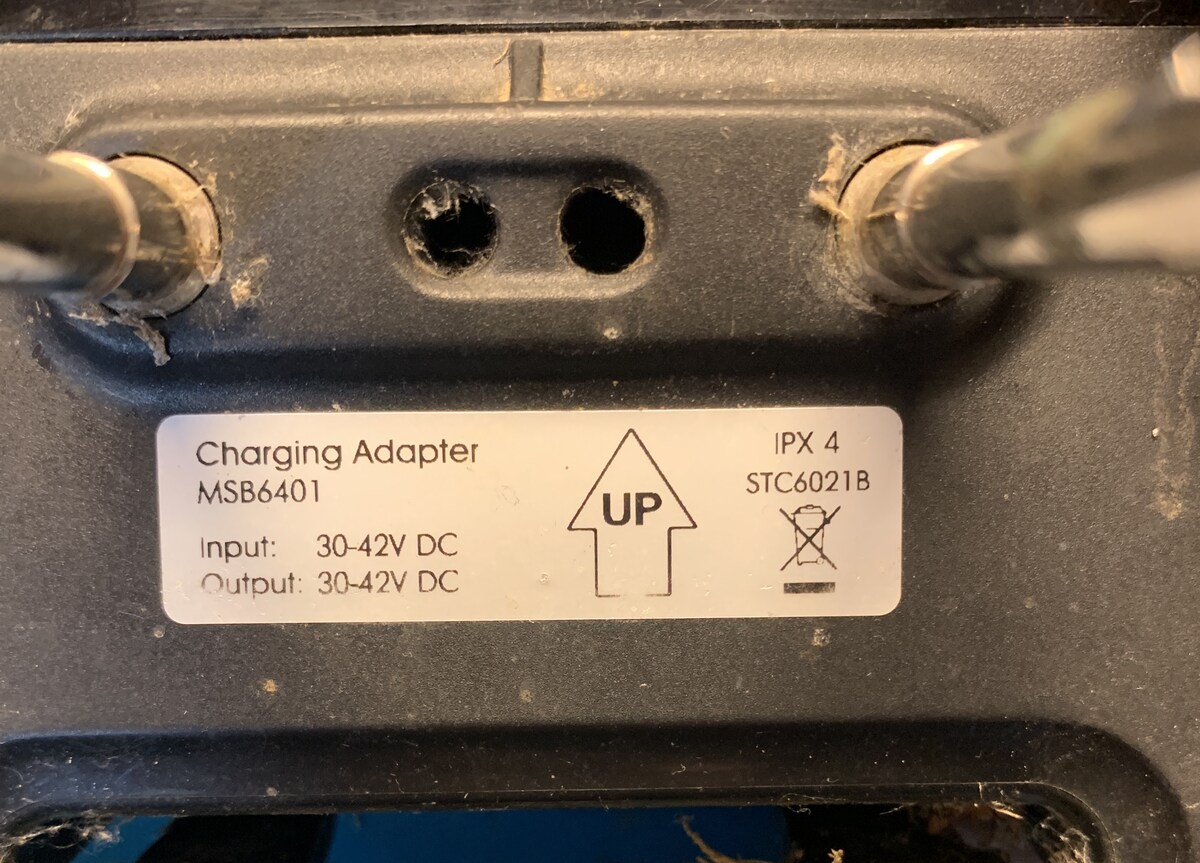 Charging Adapter
MSB6401
Input: 30-42V DC
Output: 30-42V DC
UP
IPX 4
STC6021B